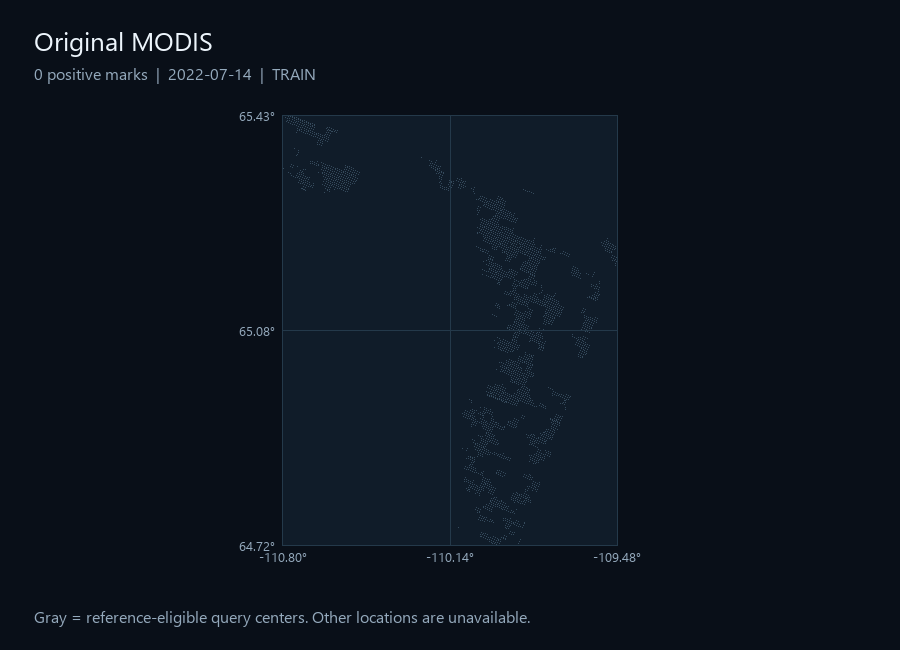 Original MODIS
0 positive marks | 2022-07-14 | TRAIN
65.43°
65.08°
64.72°
-110.80° -110.14° -109.48°
Gray = reference-eligible query centers. Other locations are unavailable.